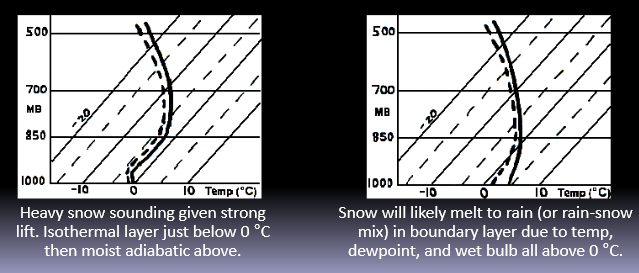 500
700
MB
850
1000
-20
-10 0 10 Temp (°C)
500
700
MB
850
1000
-20
-10 0 10 Temp (°C)
Heavy snow sounding given strong
lift. Isothermal layer just below 0 °C
then moist adiabatic above.
Snow will likely melt to rain (or rain-snow
mix) in boundary layer due to temp,
dewpoint, and wet bulb all above 0 °C.